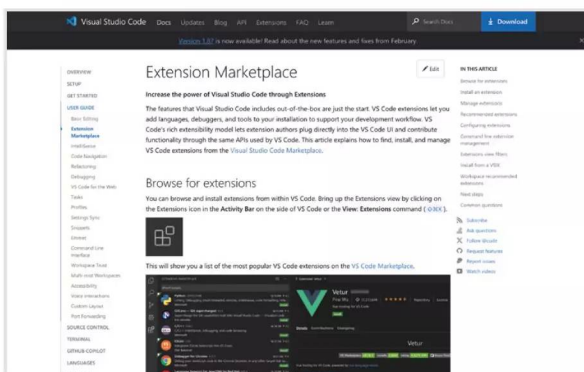 Visual Studio Code
Docs
Updates
Blog
API
Extensions
FAQ
Learn
Search Docs
Download
Version 1.87 is now available! Read about the new features and fixes from February.
OVERVIEW
SETUP
GET STARTED
USER GUIDE
Basic Editing
Extension
Marketplace
IntelliSense
Code Navigation
Refactoring
Debugging
VS Code for the Web
Tasks
Profiles
Settings Sync
Snippets
Emmet
Command Line
Interface
Workspace Trust
Multi-root Workspaces
Accessibility
Voice Interactions
Custom Layout
Port Forwarding
SOURCE CONTROL
TERMINAL
GITHUB COPILOT
LANGUAGES
Extension Marketplace
Edit
Increase the power of Visual Studio Code through Extensions
The features that Visual Studio Code includes out-of-the-box are just the start. VS Code extensions let you
add languages, debuggers, and tools to your installation to support your development workflow. VS
Code's rich extensibility model lets extension authors plug directly into the VS Code UI and contribute
functionality through the same APIs used by VS Code. This article explains how to find, install, and manage
VS Code extensions from the Visual Studio Code Marketplace.
Browse for extensions
You can browse and install extensions from within VS Code. Bring up the Extensions view by clicking on
the Extensions icon in the Activity Bar on the side of VS Code or the View: Extensions command (⇧⌘X).
This will show you a list of the most popular VS Code extensions on the VS Code Marketplace.
Python
Debugger for Chrome
Vetur
Pine Wu
Details
Vetur
IN THIS ARTICLE
Browse for extensions
Install an extension
Manage extensions
Recommended extensions
Configuring extensions
Command line extension
management
Extensions view filters
Install from a VSIX
Workspace recommended
extensions
Next steps
Common questions
Subscribe
Ask questions
Follow @code
Request features
Report issues
Watch videos